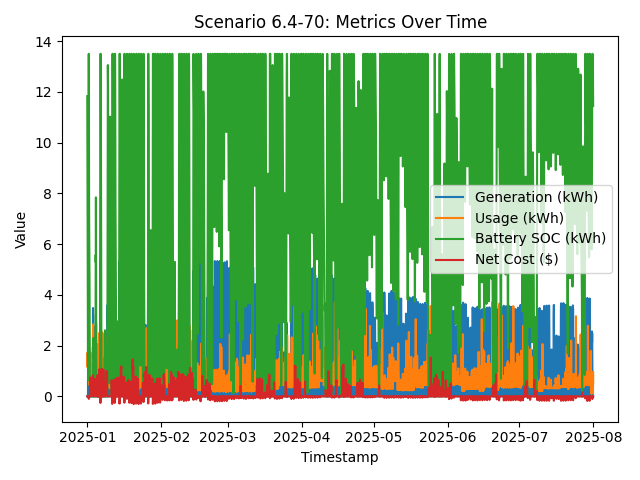 Scenario 6.4-70: Metrics Over Time
14
12
10
8
6
4
2
0
Value
Generation (kWh)
Usage (kWh)
Battery SOC (kWh)
Net Cost ($)
2025-01 2025-02 2025-03 2025-04 2025-05 2025-06 2025-07 2025-08
Timestamp